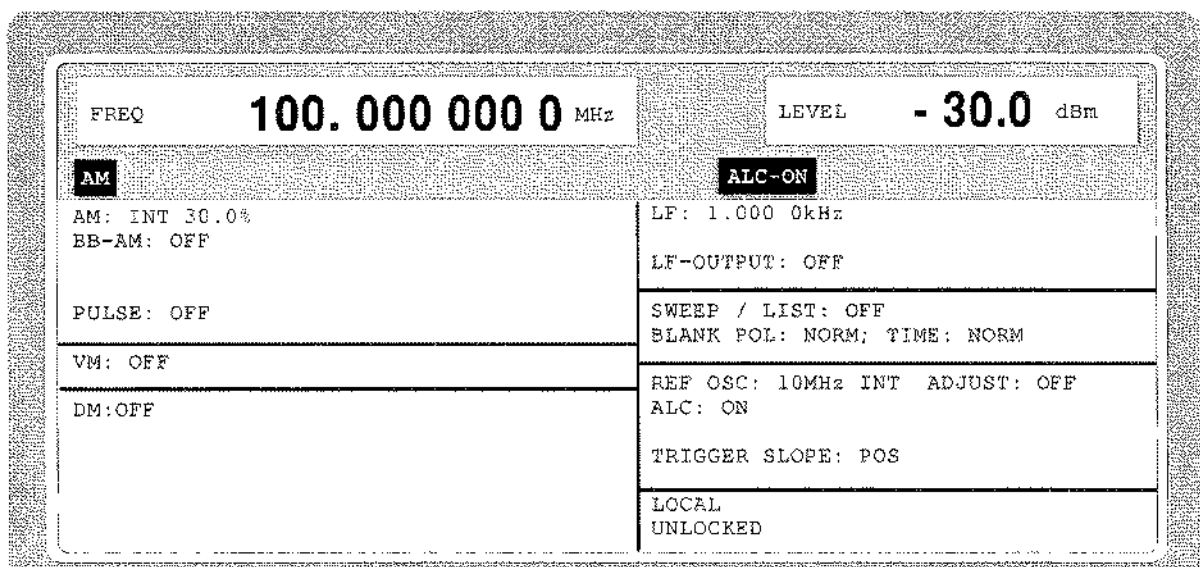 FREQ 100. 000 000 0 MHz
LEVEL - 30.0 dBm
AM
ALC-ON
AM: INT 30.0%
BB-AM: OFF
PULSE: OFF
VM: OFF
DM:OFF
LF: 1.000 0kHz
LF-OUTPUT: OFF
SWEEP / LIST: OFF
BLANK POL: NORM; TIME: NORM
REF OSC: 10MHz INT ADJUST: OFF
ALC: ON
TRIGGER SLOPE: POS
LOCAL
UNLOCKED